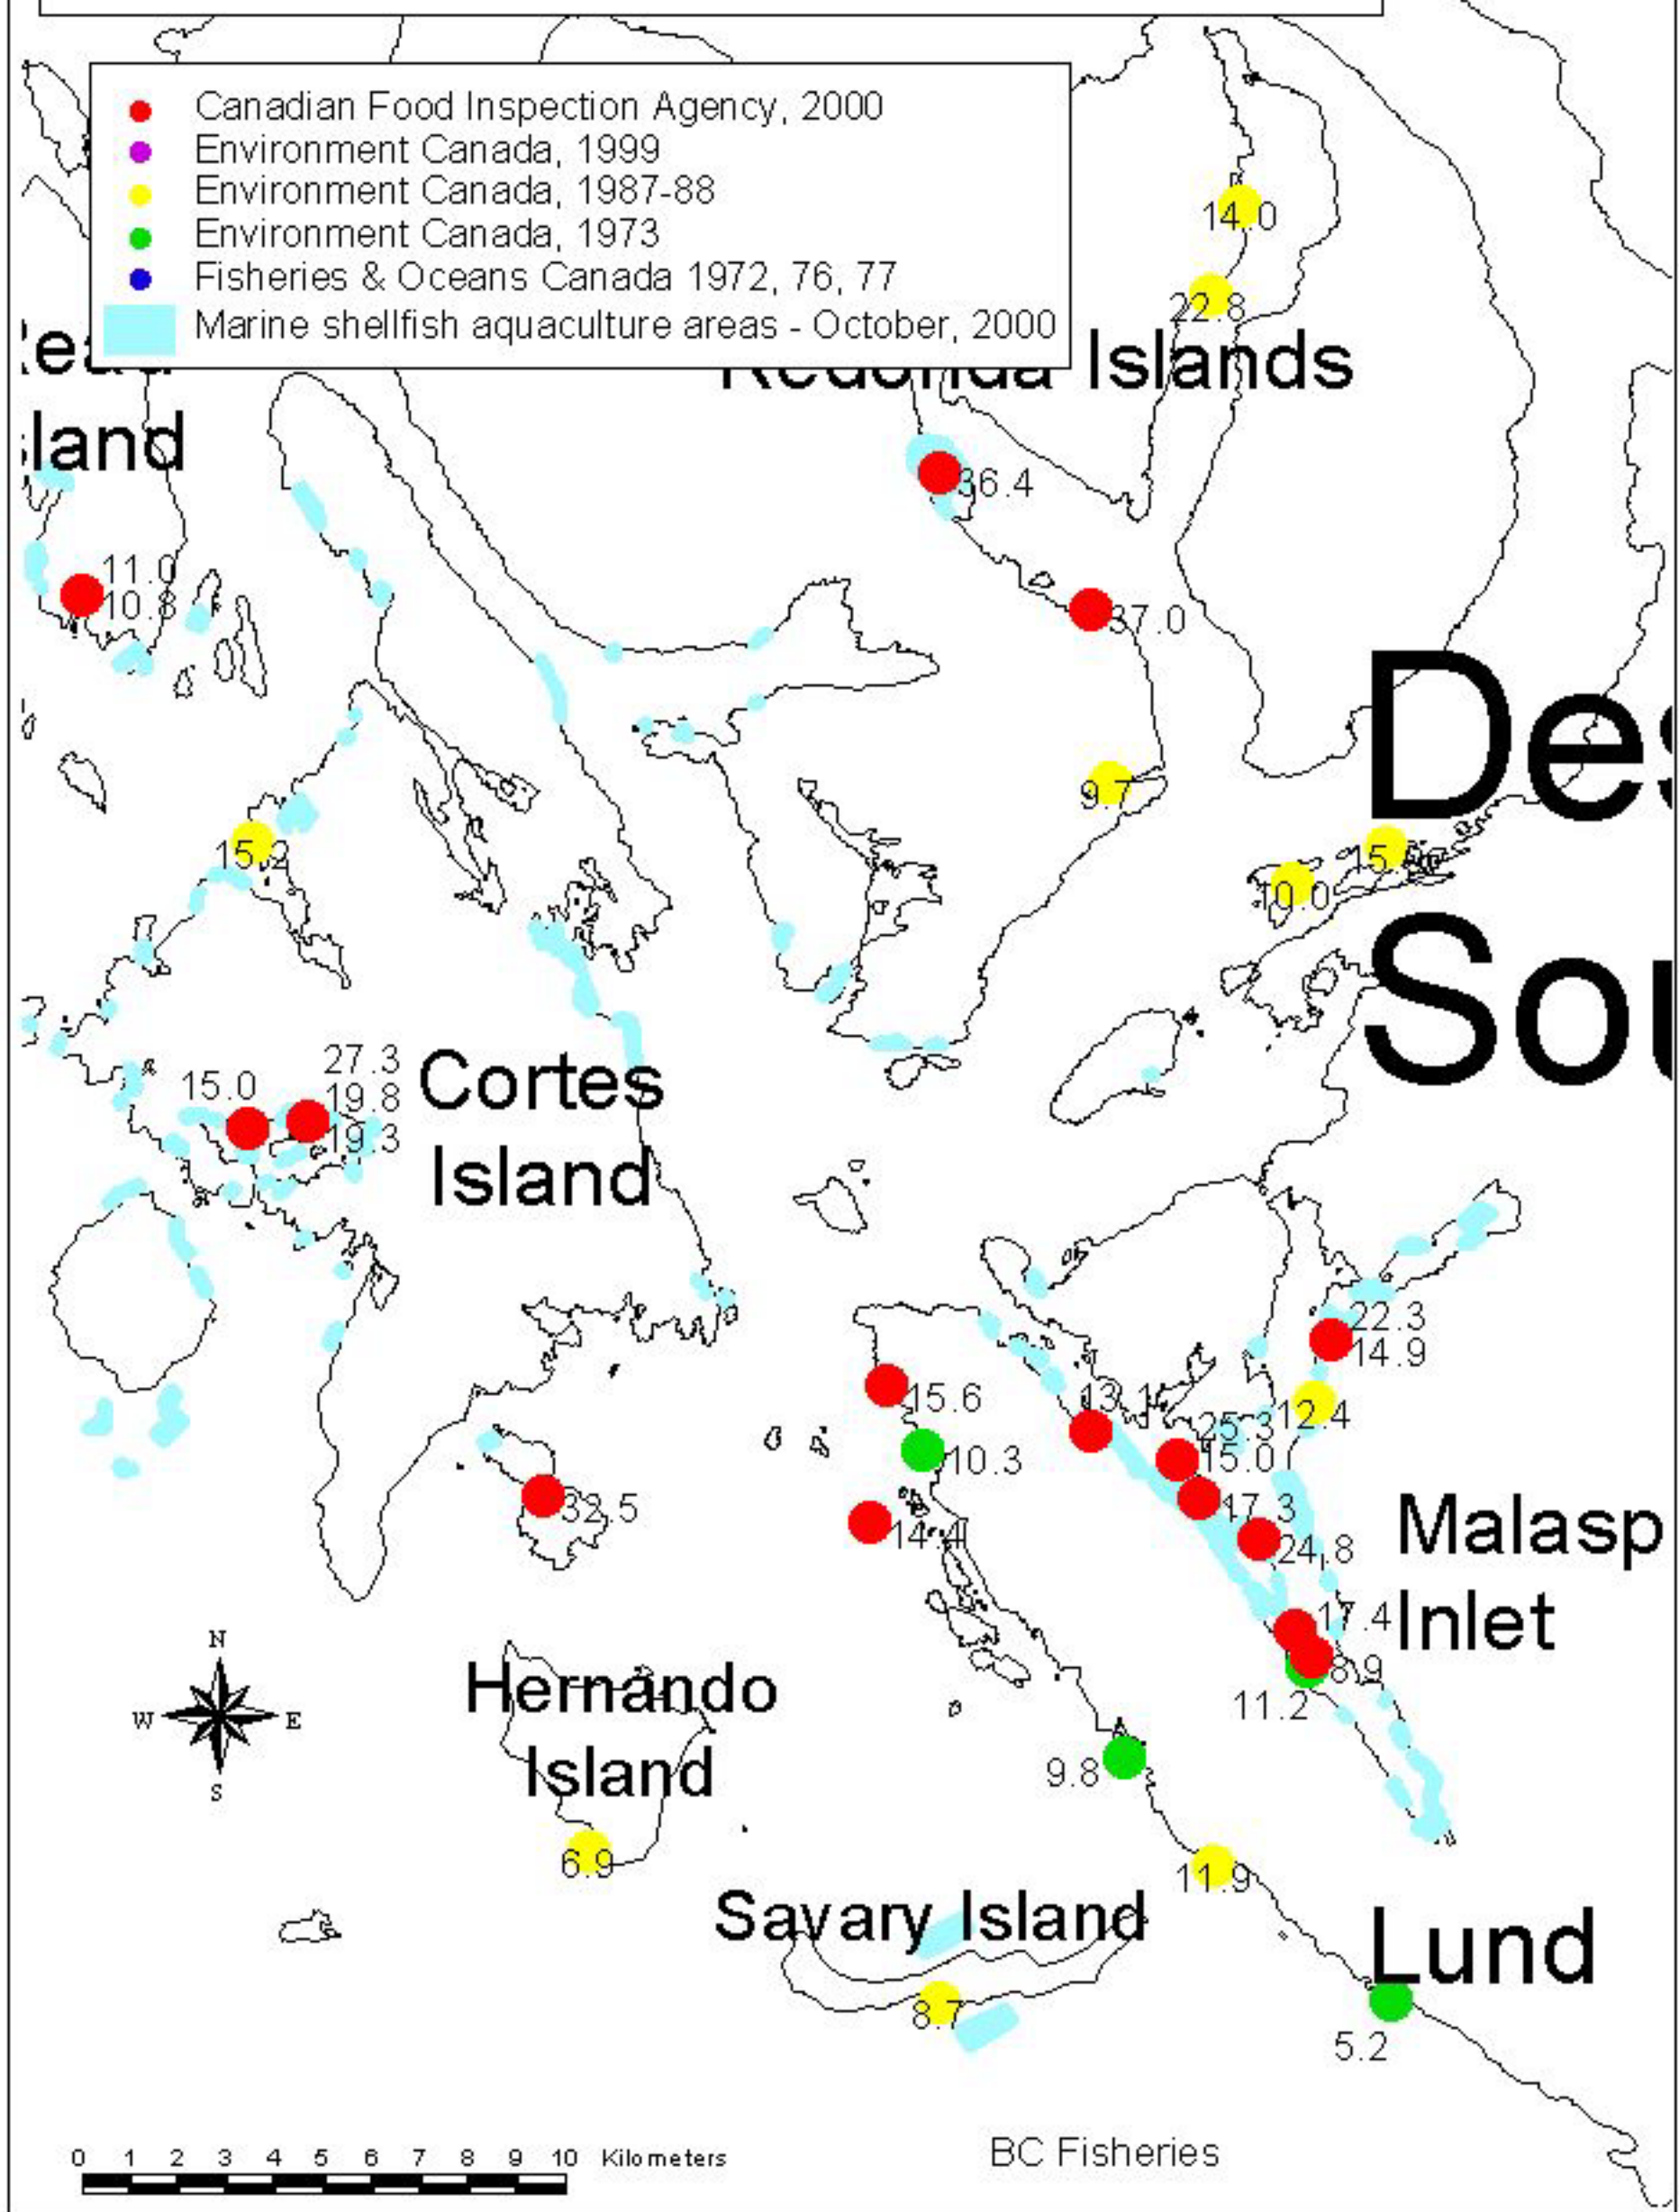 Canadian Food Inspection Agency, 2000
Environment Canada, 1999
Environment Canada, 1987-88
Environment Canada, 1973
Fisheries & Oceans Canada 1972, 76, 77
Marine shellfish aquaculture areas - October, 2000
14.0
22.8
Redonda Islands
sland
36.4
11.0
10.8
37.0
Des
9.7
15.2
10.0
Sou
27.3
15.0
19.8
19.3
Cortes
Island
22.3
14.9
15.6
13.1
12.4
25.3
15.0
10.3
17.3
32.5
14.4
24.8
Malasp
Inlet
17.4
8.9
11.2
N
W E
S
Hernando
Island
9.8
6.9
11.9
Savary Island
Lund
8.7
5.2
0 1 2 3 4 5 6 7 8 9 10 Kilometers
BC Fisheries